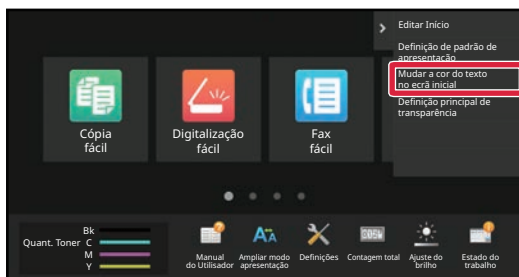 Editar Início
Definição de padrão de
apresentação
Mudar a cor do texto
no ecrã inicial
Definição principal de
transparência
Cópia
fácil
Digitalização
fácil
Fax
fácil
Quant. Toner
Bk
C
M
Y
Manual
do Utilisador
Ampliar modo
apresentação
Definições
Contagem total
Ajuste do
brilho
Estado do
trabalho